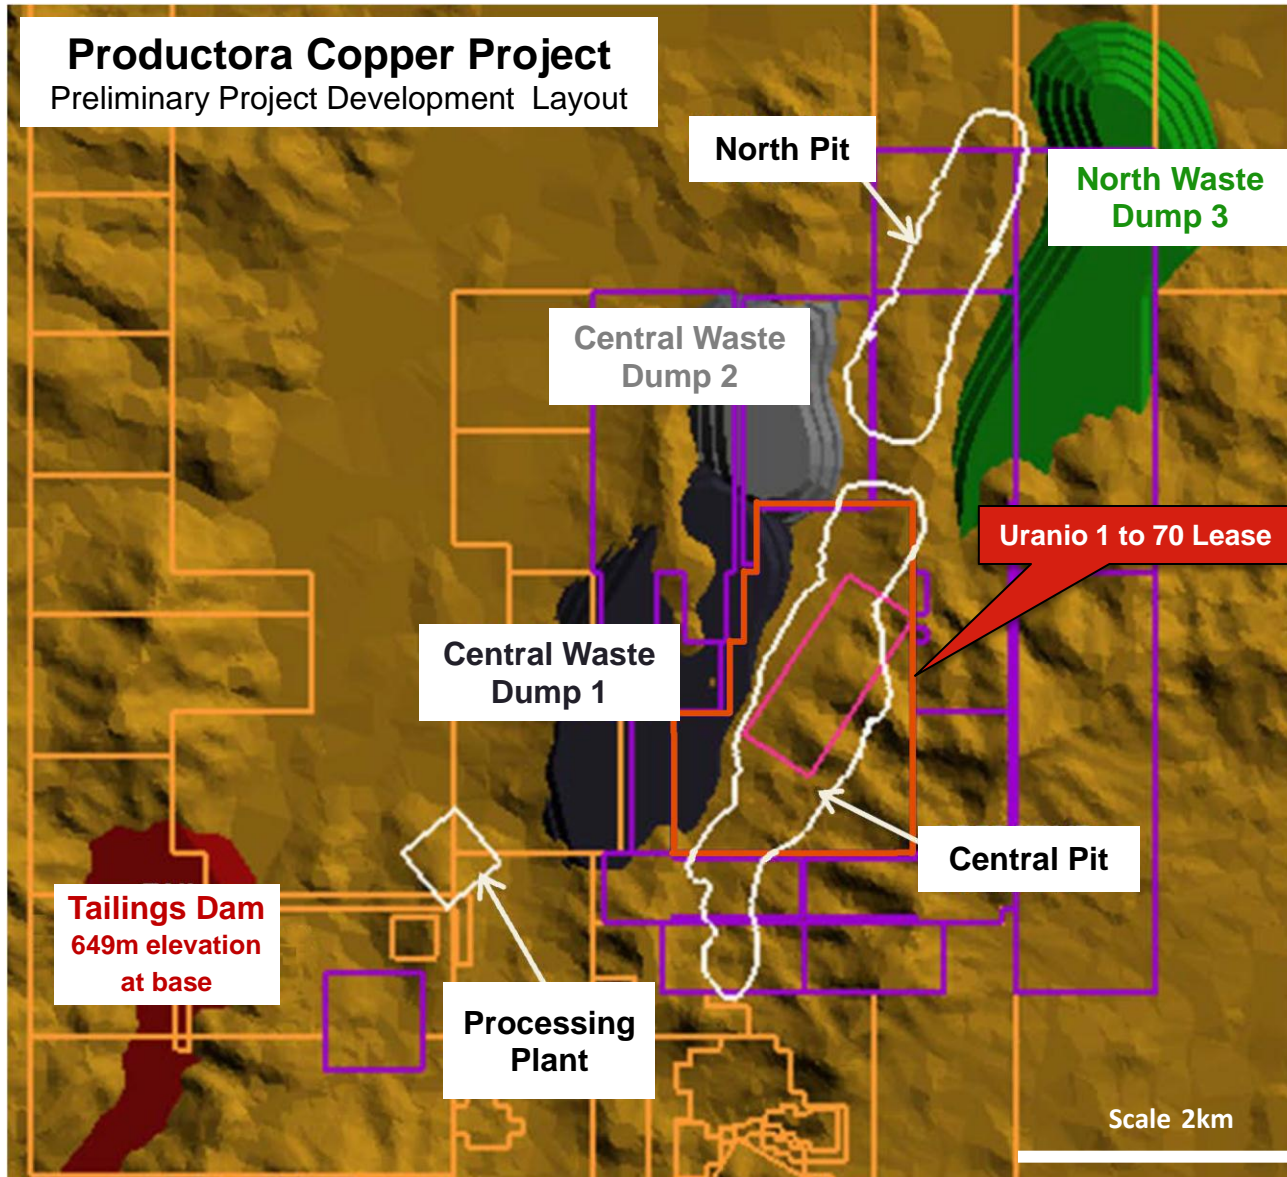 Productora Copper Project
Preliminary Project Development Layout
North Pit
North Waste
Dump 3
Central Waste
Dump 2
Uranio 1 to 70 Lease
Central Waste
Dump 1
Central Pit
Tailings Dam
649m elevation
at base
Processing
Plant
Scale 2km